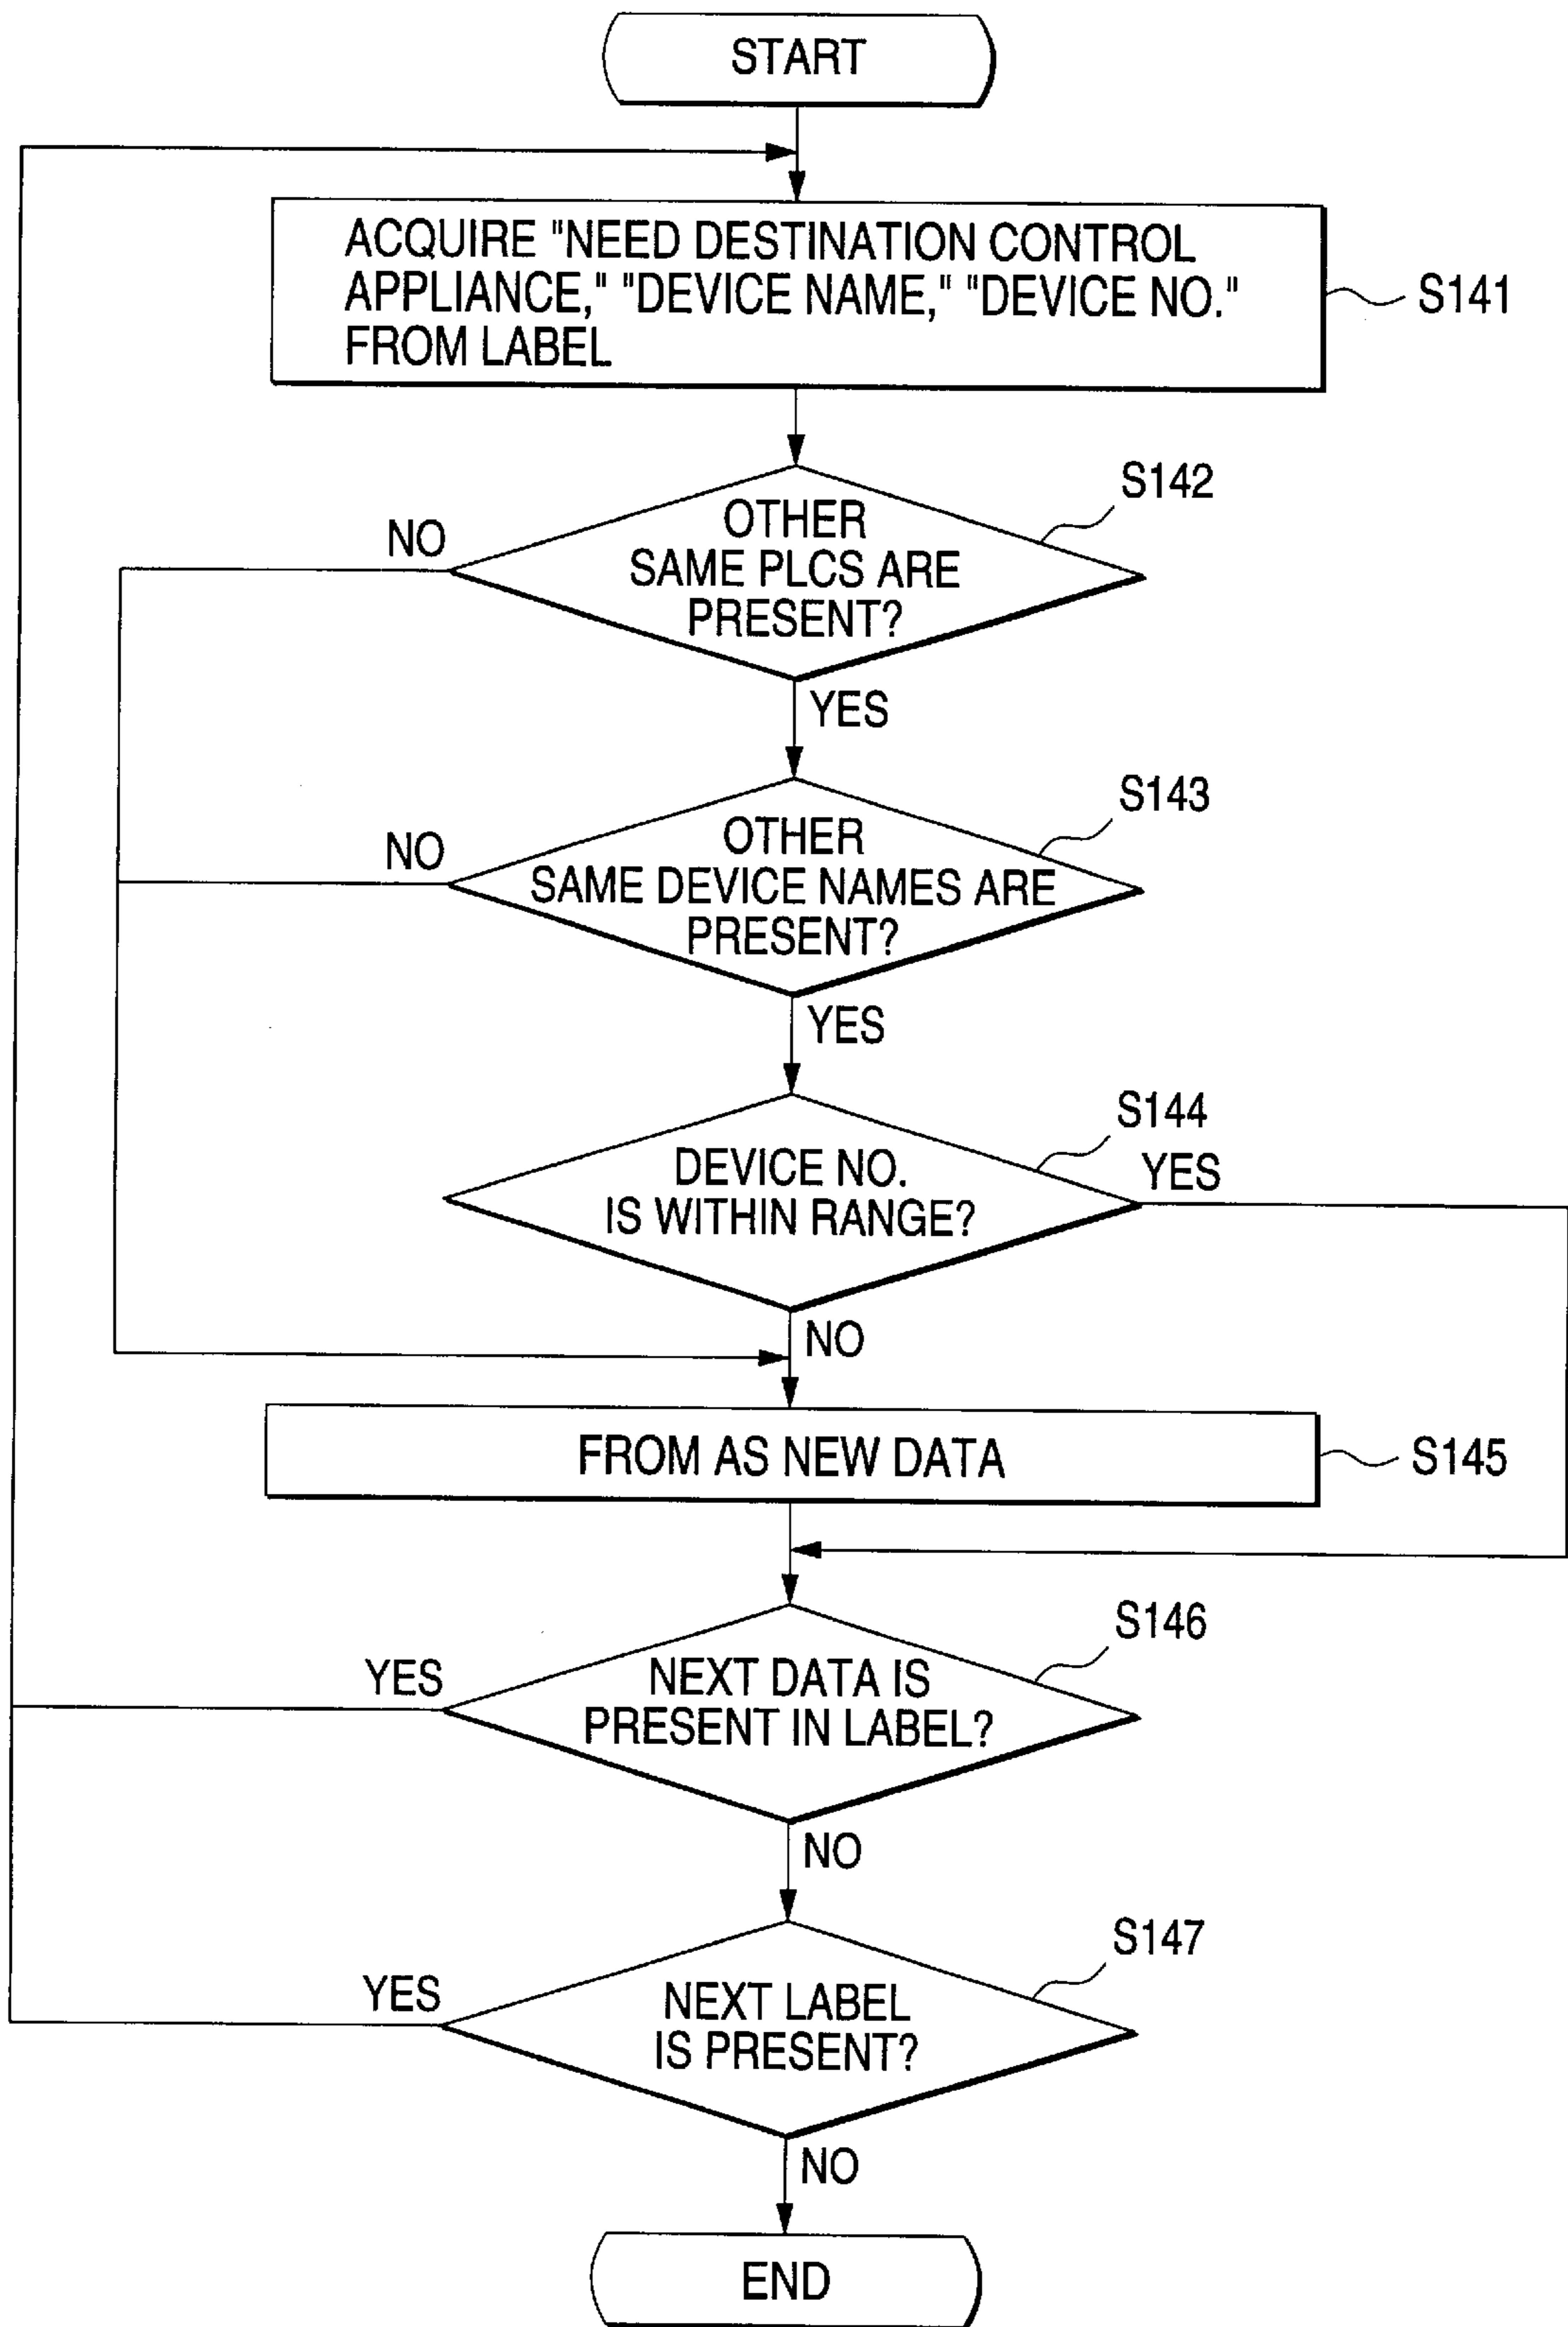 START
ACQUIRE "NEED DESTINATION CONTROL
APPLIANCE," "DEVICE NAME," "DEVICE NO."
FROM LABEL
S141
S142
NO
OTHER
SAME PLCS ARE
PRESENT?
YES
S143
NO
OTHER
SAME DEVICE NAMES ARE
PRESENT?
YES
S144
DEVICE NO.
IS WITHIN RANGE?
YES
NO
FROM AS NEW DATA
S145
S146
YES
NEXT DATA IS
PRESENT IN LABEL?
NO
S147
YES
NEXT LABEL
IS PRESENT?
NO
END